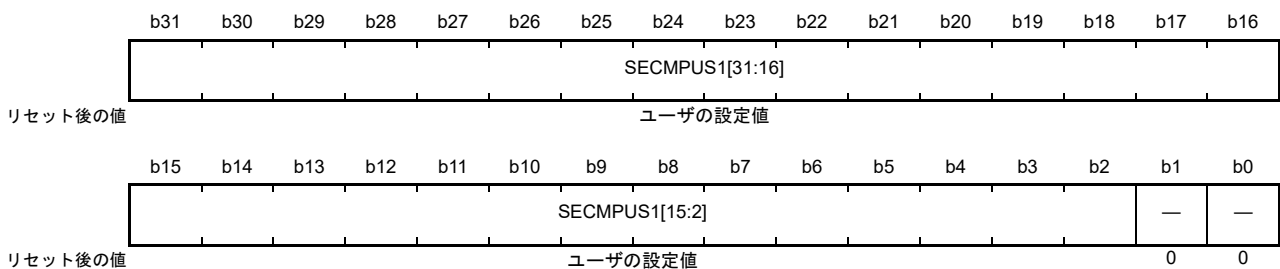 b31 b30 b29 b28 b27 b26 b25 b24 b23 b22 b21 b20 b19 b18 b17 b16
SECMPUS1[31:16]
リセット後の値 ユーザの設定値
b15 b14 b13 b12 b11 b10 b9 b8 b7 b6 b5 b4 b3 b2 b1 b0
SECMPUS1[15:2] — —
リセット後の値 ユーザの設定値 0 0